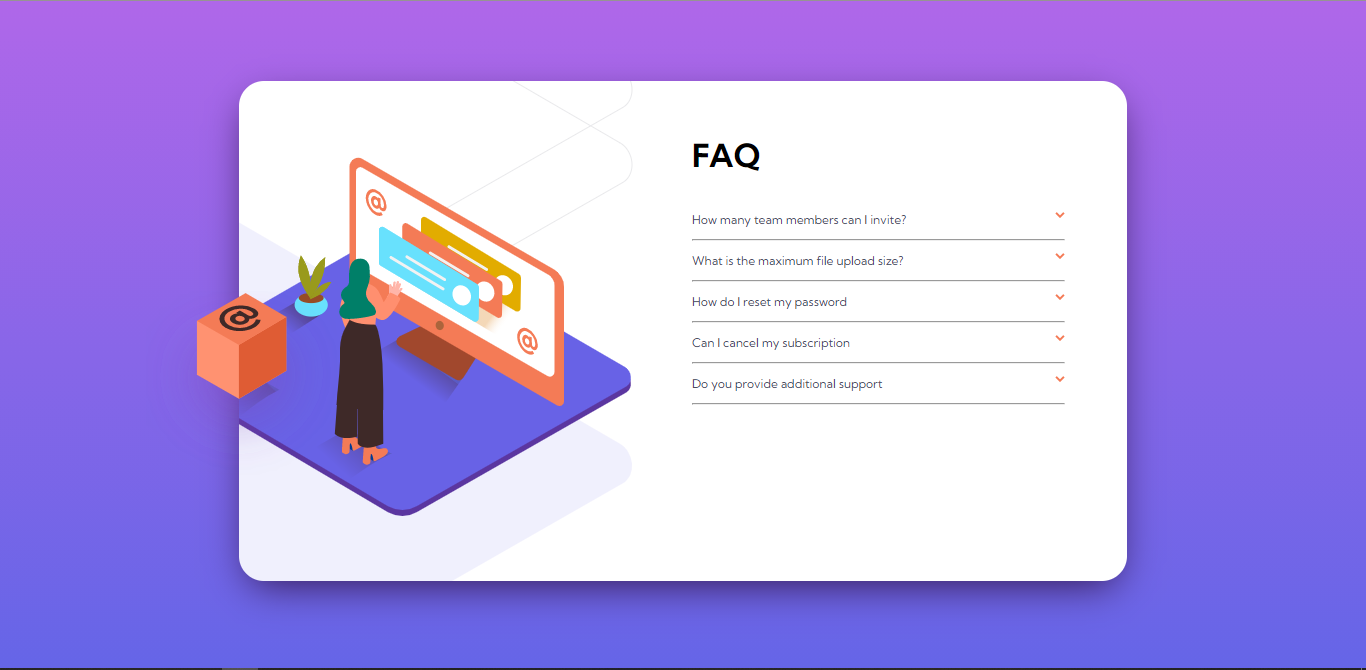 FAQ
How many team members can I invite?
What is the maximum file upload size?
How do I reset my password
Can I cancel my subscription
Do you provide additional support
@
@
@